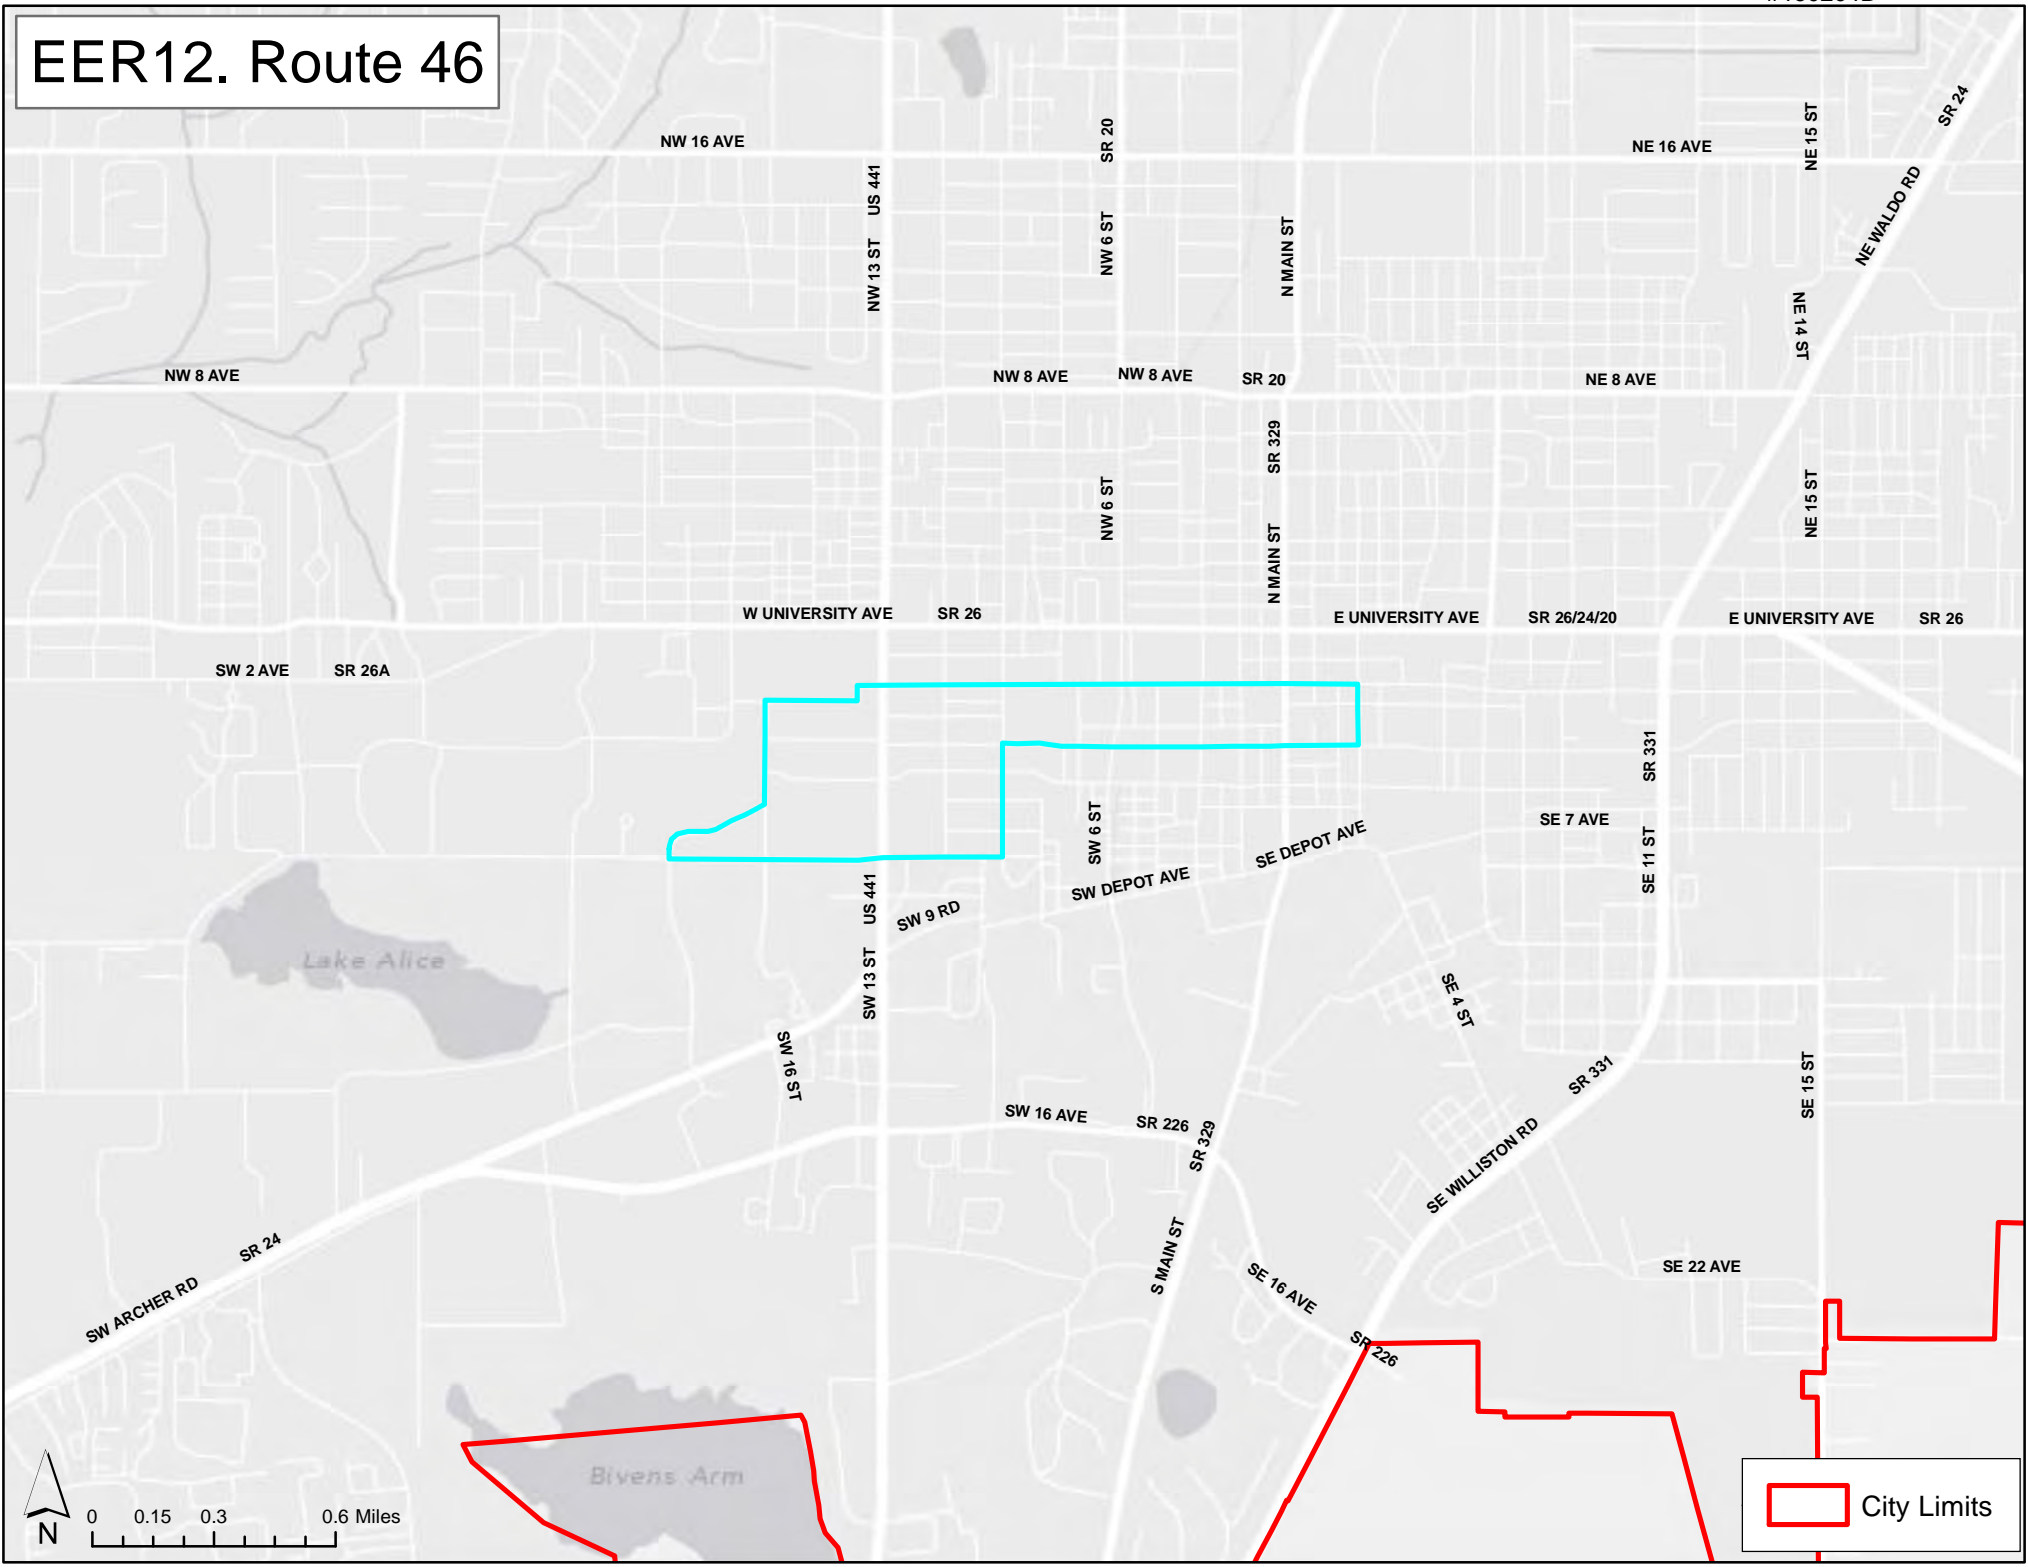 EER12. Route 46
NW 16 AVE
SR 20
NE 16 AVE
NE 15 ST
SR 24
US 441
NW 13 ST
NW 6 ST
N MAIN ST
NE WALDO RD
NE 14 ST
NW 8 AVE
NW 8 AVE
NW 8 AVE
SR 20
NE 8 AVE
SR 329
NW 6 ST
N MAIN ST
NE 15 ST
W UNIVERSITY AVE
SR 26
E UNIVERSITY AVE
SR 26/24/20
E UNIVERSITY AVE
SR 26
SW 2 AVE
SR 26A
SR 331
SW 6 ST
SE DEPOT AVE
SE 7 AVE
SE 11 ST
SW DEPOT AVE
US 441
SW 9 RD
Lake Alice
SW 13 ST
SE 4 ST
SW 16 ST
SR 331
SE 15 ST
SW 16 AVE
SR 226
SR 329
SE WILLISTON RD
SR 24
S MAIN ST
SE 16 AVE
SE 22 AVE
SW ARCHER RD
SR 226
Bivens Arm
N
0 0.15 0.3 0.6 Miles
City Limits